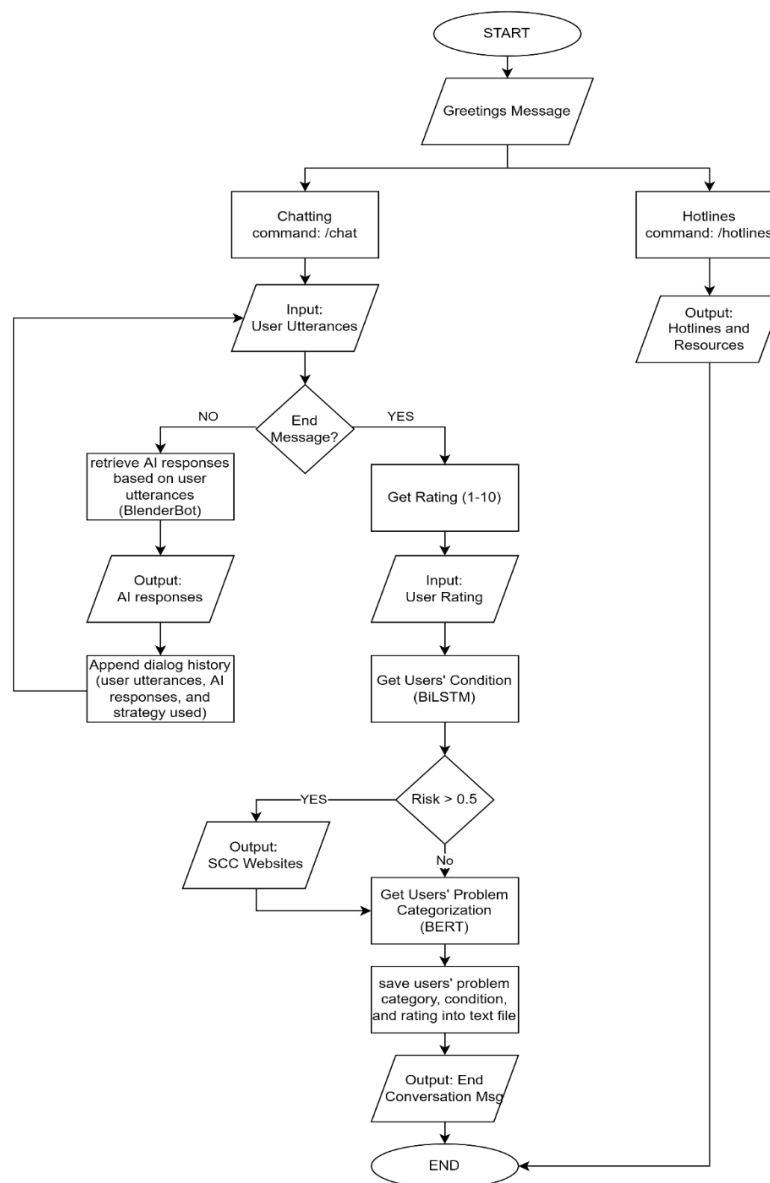 START
Greetings Message
Chatting
command: /chat
Hotlines
command: /hotlines
Input:
User Utterances
Output:
Hotlines and
Resources
End
Message?
NO
YES
retrieve AI responses
based on user
utterances
(BlenderBot)
Get Rating (1-10)
Output:
AI responses
Input:
User Rating
Append dialog history
(user utterances, AI
responses, and
strategy used)
Get Users' Condition
(BiLSTM)
Risk > 0.5
YES
No
Output:
SCC Websites
Get Users' Problem
Categorization
(BERT)
save users' problem
category, condition,
and rating into text file
Output: End
Conversation Msg
END